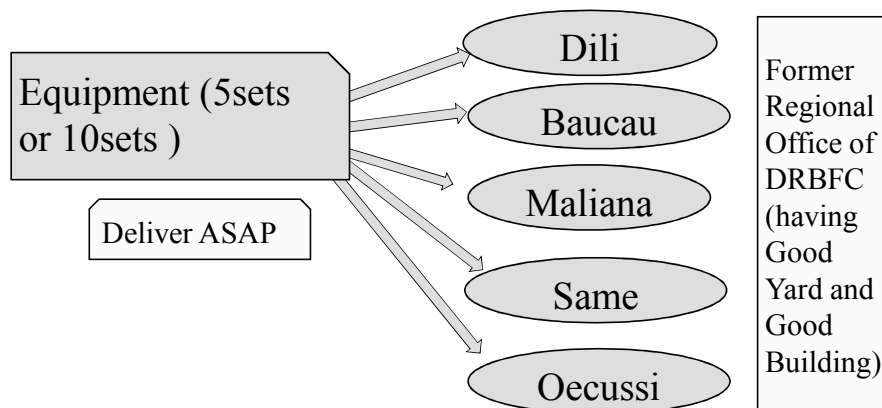 Equipment (5sets
or 10sets )
Deliver ASAP
Dili
Baucau
Maliana
Same
Oecussi
Former
Regional
Office of
DRBFC
(having
Good
Yard and
Good
Building)